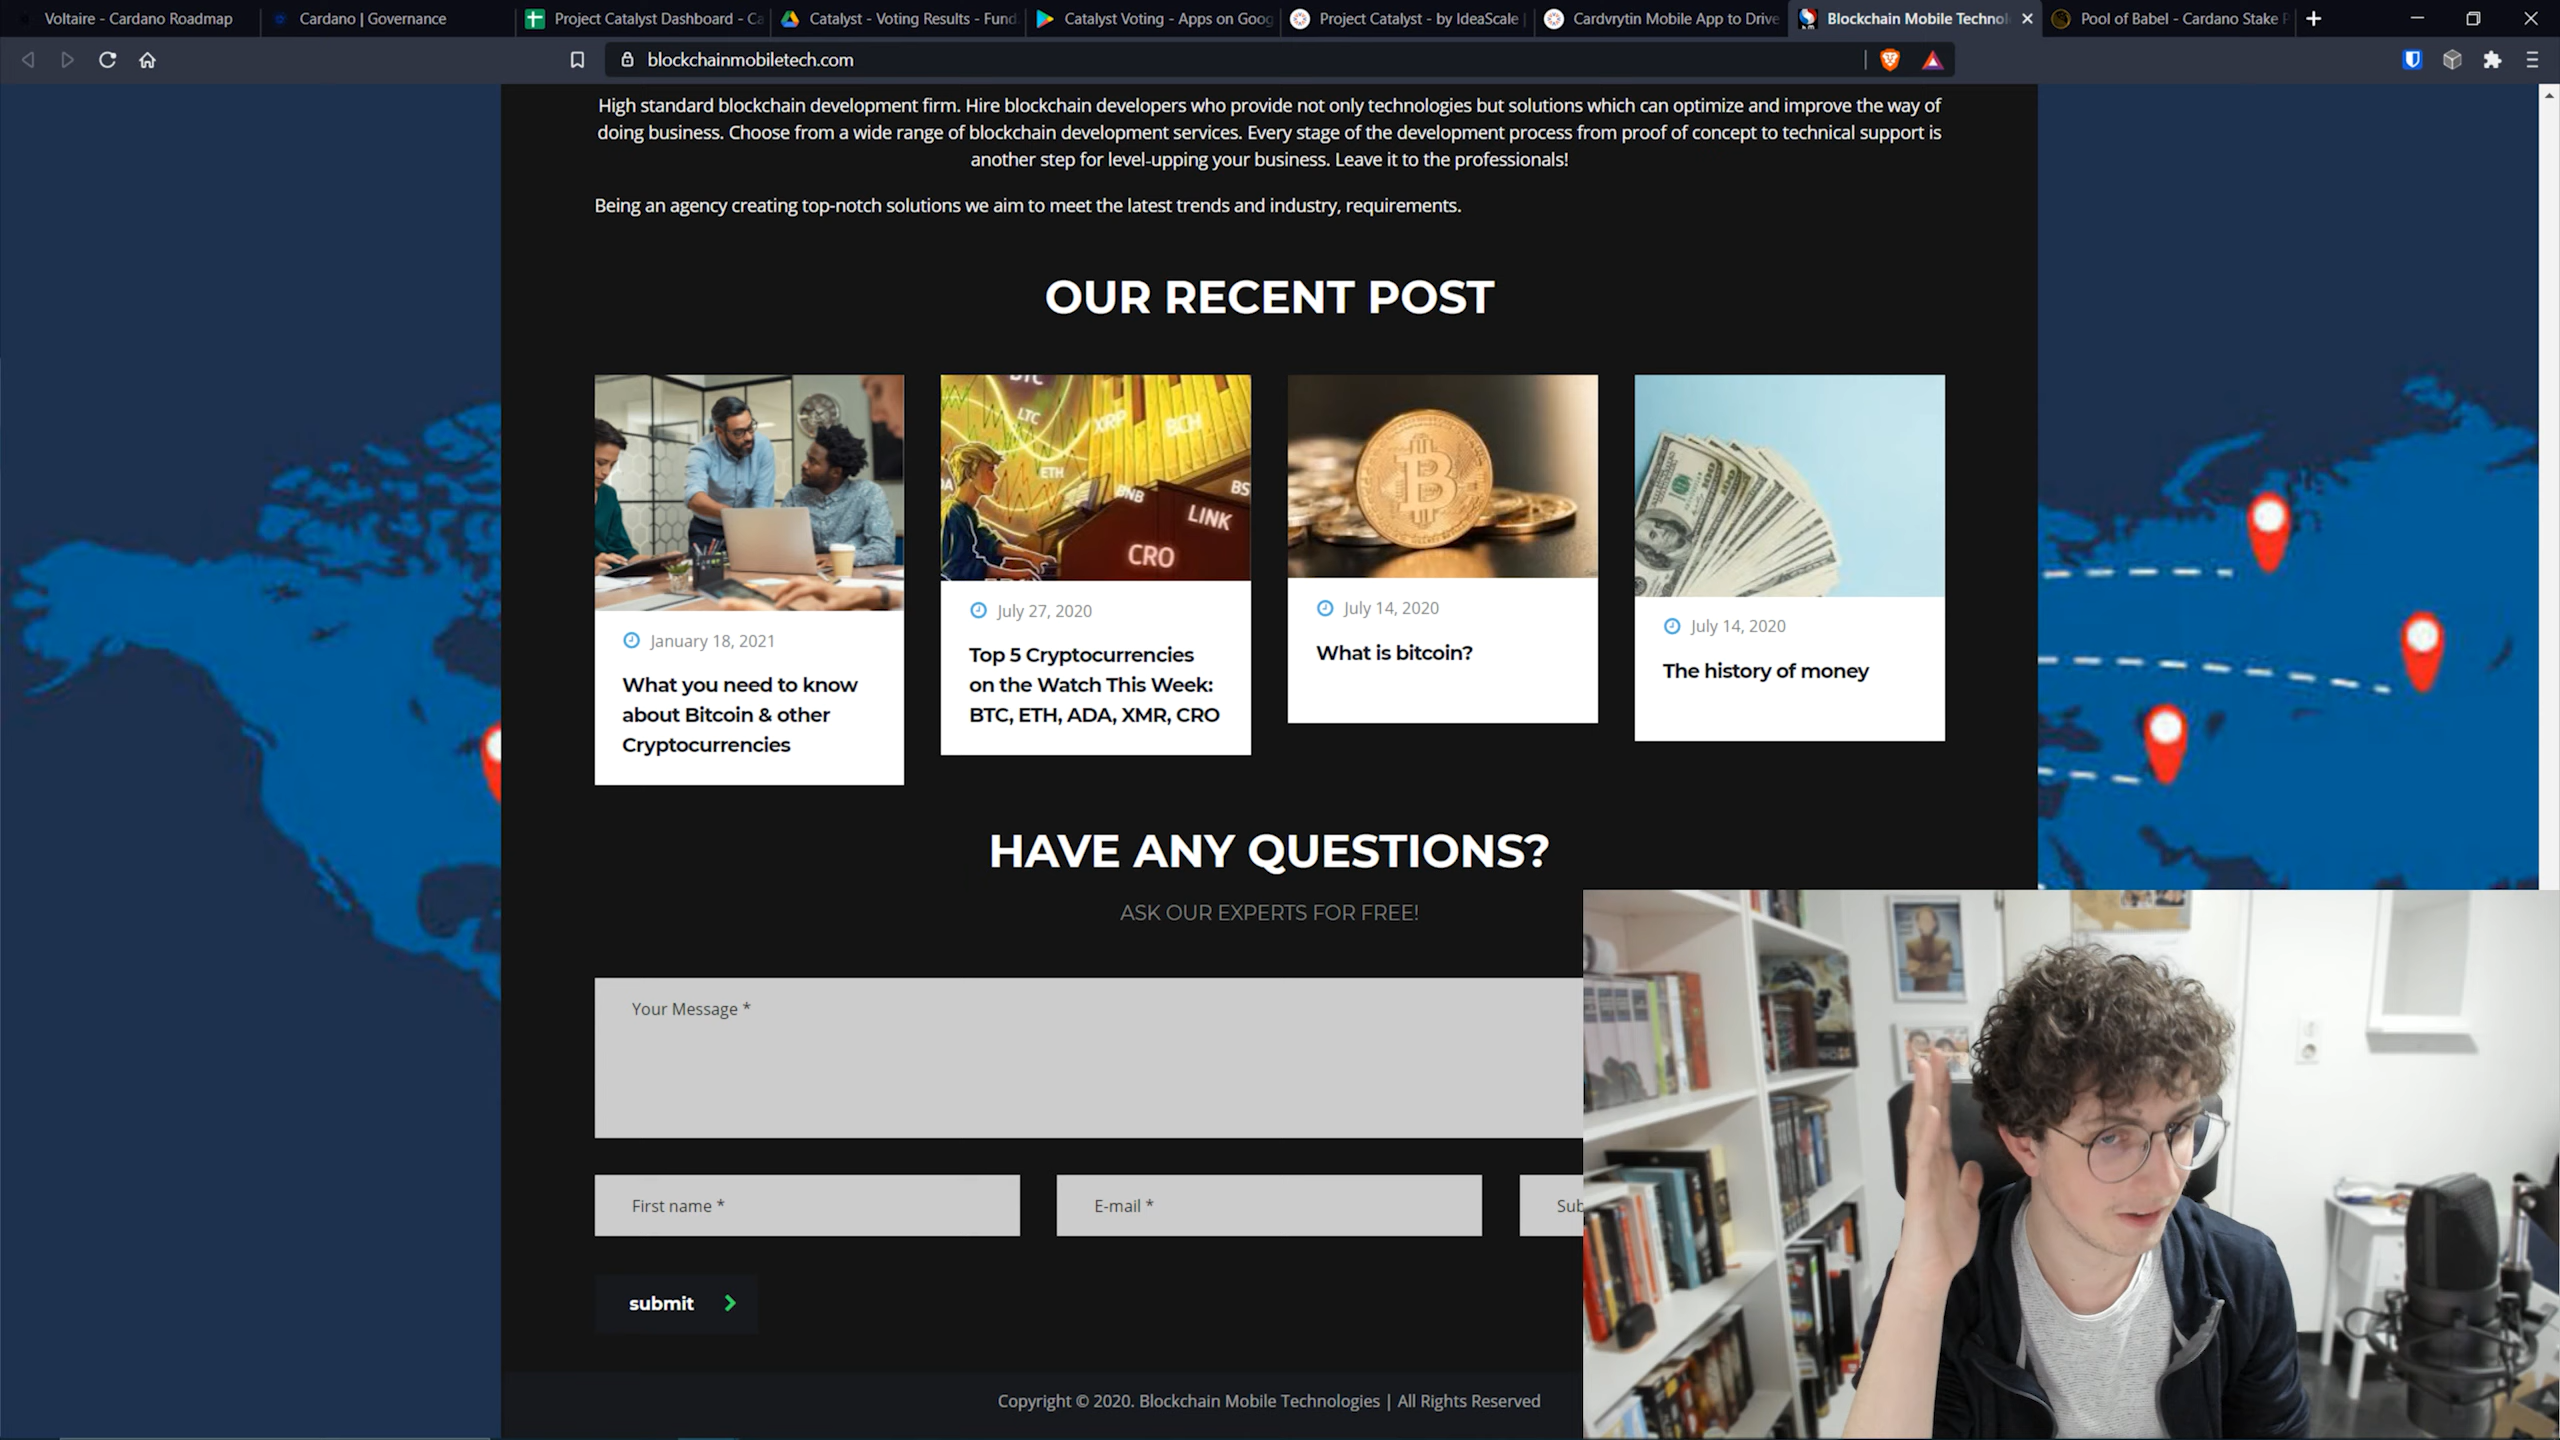 Voltaire - Cardano Roadmap
Cardano | Governance
Project Catalyst Dashboard - Ca
Catalyst - Voting Results - Fund
Catalyst Voting - Apps on Goog
Project Catalyst - by IdeaScale |
Cardvrytin Mobile App to Drive
Blockchain Mobile Technol
Pool of Babel - Cardano Stake P
blockchainmobiletech.com
High standard blockchain development firm. Hire blockchain developers who provide not only technologies but solutions which can optimize and improve the way of
doing business. Choose from a wide range of blockchain development services. Every stage of the development process from proof of concept to technical support is
another step for level-upping your business. Leave it to the professionals!
Being an agency creating top-notch solutions we aim to meet the latest trends and industry, requirements.
OUR RECENT POST
BTC
LTC
XRP
BCH
ETH
BNB
BS
LINK
CRO
January 18, 2021
What you need to know
about Bitcoin & other
Cryptocurrencies
July 27, 2020
Top 5 Cryptocurrencies
on the Watch This Week:
BTC, ETH, ADA, XMR, CRO
July 14, 2020
What is bitcoin?
July 14, 2020
The history of money
HAVE ANY QUESTIONS?
ASK OUR EXPERTS FOR FREE!
Your Message *
First name *
E-mail *
Sub
submit
Copyright © 2020. Blockchain Mobile Technologies | All Rights Reserved